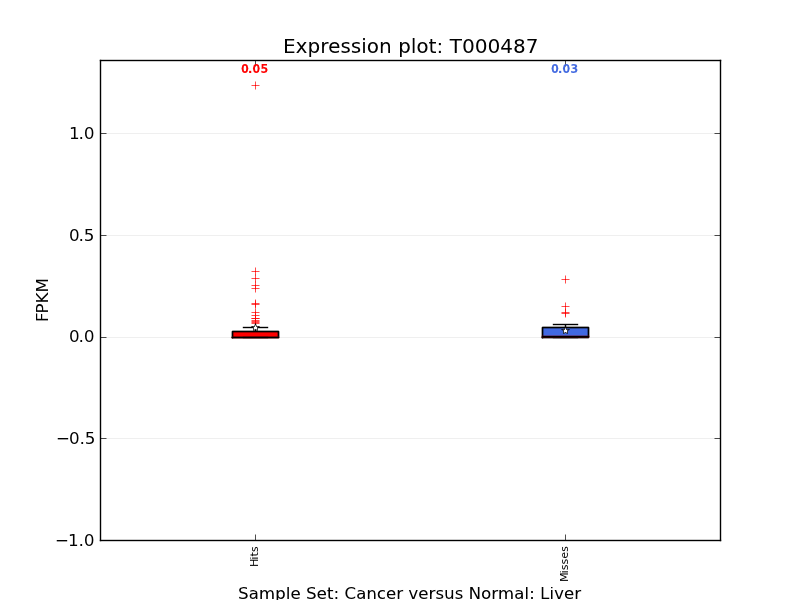 Expression plot: T000487
0.05
0.03
1.0
0.5
0.0
−0.5
−1.0
FPKM
Hits
Misses
Sample Set: Cancer versus Normal: Liver